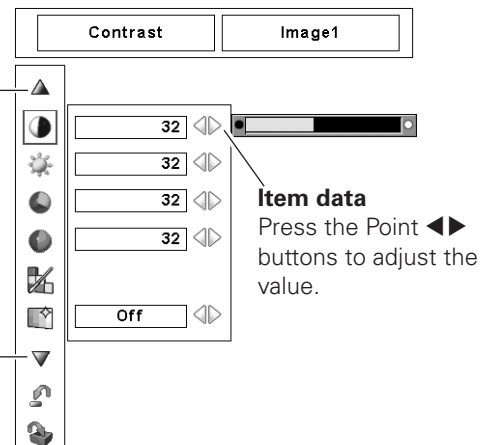 Contrast Image1
32
32
32
32
Off
Item data
Press the Point ◀▶
buttons to adjust the
value.